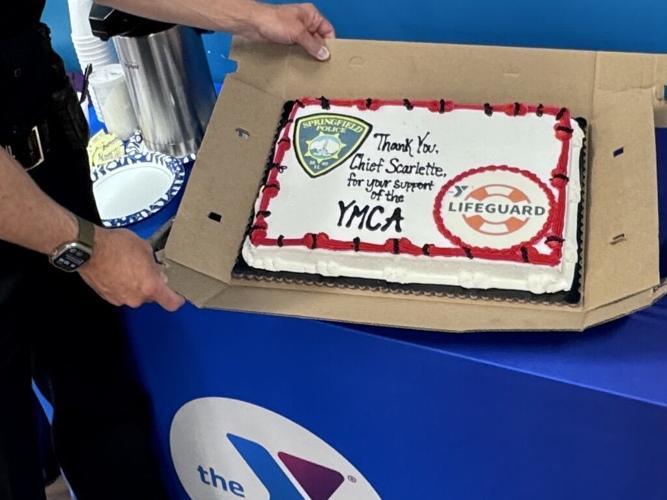 SPRINGFIELD
POLICE
Thank You,
Chief Scarlette,
for your support
of the
YMCA
LIFEGUARD
the